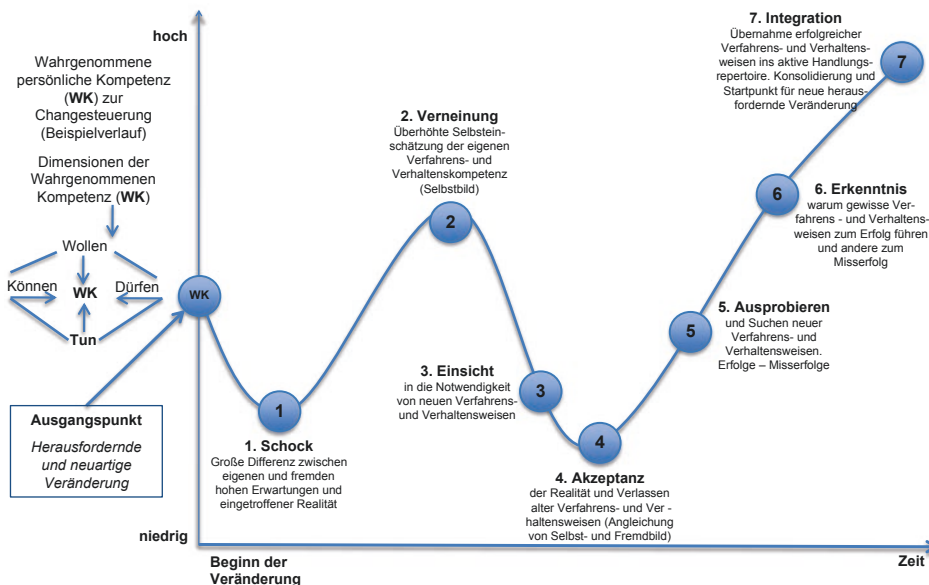 hoch
Wahrgenommene
persönliche Kompetenz
(WK) zur
Changesteuerung
(Beispielverlauf)
Dimensionen der
Wahrgenommenen
Kompetenz (WK)
Wollen
Können
WK
Dürfen
Tun
WK
Ausgangspunkt
Herausfordernde
und neuartige
Veränderung
niedrig
Beginn der
Veränderung
Zeit
1
1. Schock
Große Differenz zwischen
eigenen und fremden
hohen Erwartungen und
eingetroffener Realität
2. Verneinung
Überhöhte Selbstein-
schätzung der eigenen
Verfahrens- und
Verhaltenskompetenz
(Selbstbild)
2
3. Einsicht
in die Notwendigkeit
von neuen Verfahrens-
und Verhaltensweisen
3
4
4. Akzeptanz
der Realität und Verlassen
alter Verfahrens- und Ver -
haltensweisen (Angleichung
von Selbst- und Fremdbild)
5
5. Ausprobieren
und Suchen neuer
Verfahrens- und
Verhaltensweisen.
Erfolge – Misserfolge
6
6. Erkenntnis
warum gewisse Ver-
fahrens - und Verhaltens-
weisen zum Erfolg führen
und andere zum
Misserfolg
7. Integration
Übernahme erfolgreicher
Verfahrens- und Verhaltens-
weisen ins aktive Handlungs-
repertoire. Konsolidierung und
Startpunkt für neue heraus-
fordernde Veränderung
7